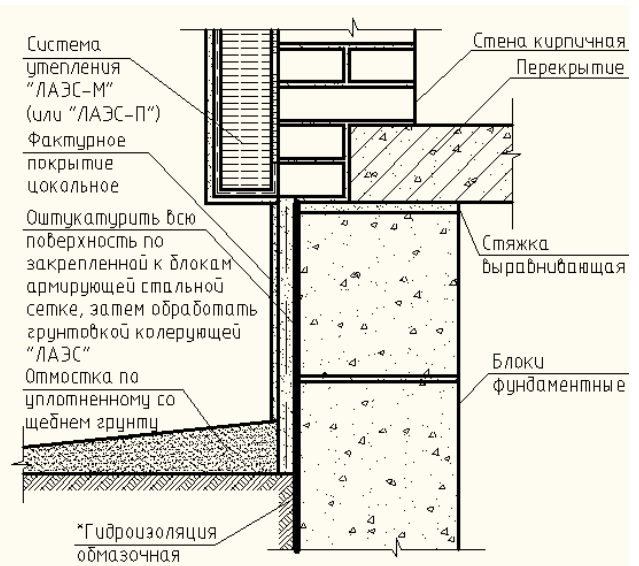 Система
утепления
"ЛАЭС-М"
(или "ЛАЭС-П")
Фактурное
покрытие
цокальное
Оштукатурить всю
поверхность по
закрепленной к блокам
армирующей стальной
сетке, затем обработать
грунтовкой колерующей
"ЛАЭС"
Отмостка по
уплотненному со
щебнем грунту
*Гидроизоляция
обмазочная
Стена кирпичная
Перекрытие
Стяжка
выравнивающая
Блоки
фундаментные